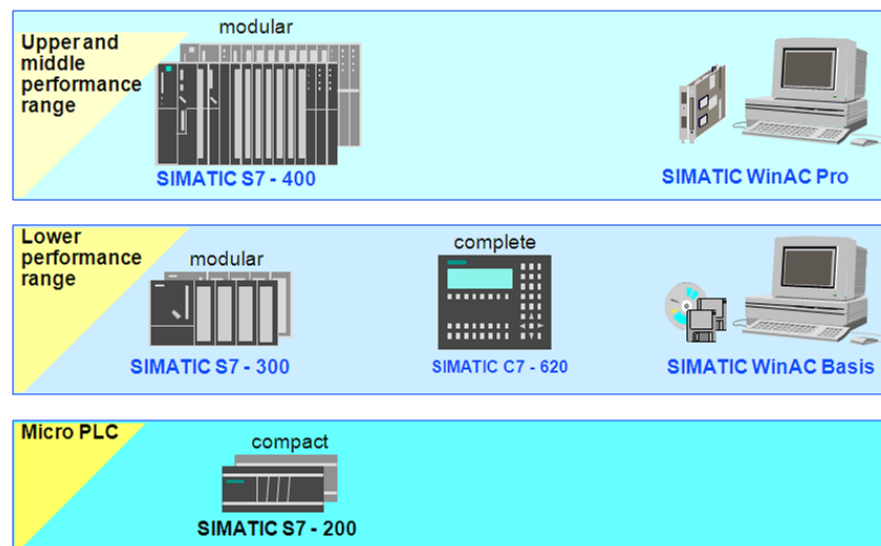 Upper and
middle
performance
range
modular
SIMATIC S7 - 400
SIMATIC WinAC Pro
Lower
performance
range
modular
complete
SIMATIC S7 - 300
SIMATIC C7 - 620
SIMATIC WinAC Basis
Micro PLC
compact
SIMATIC S7 - 200